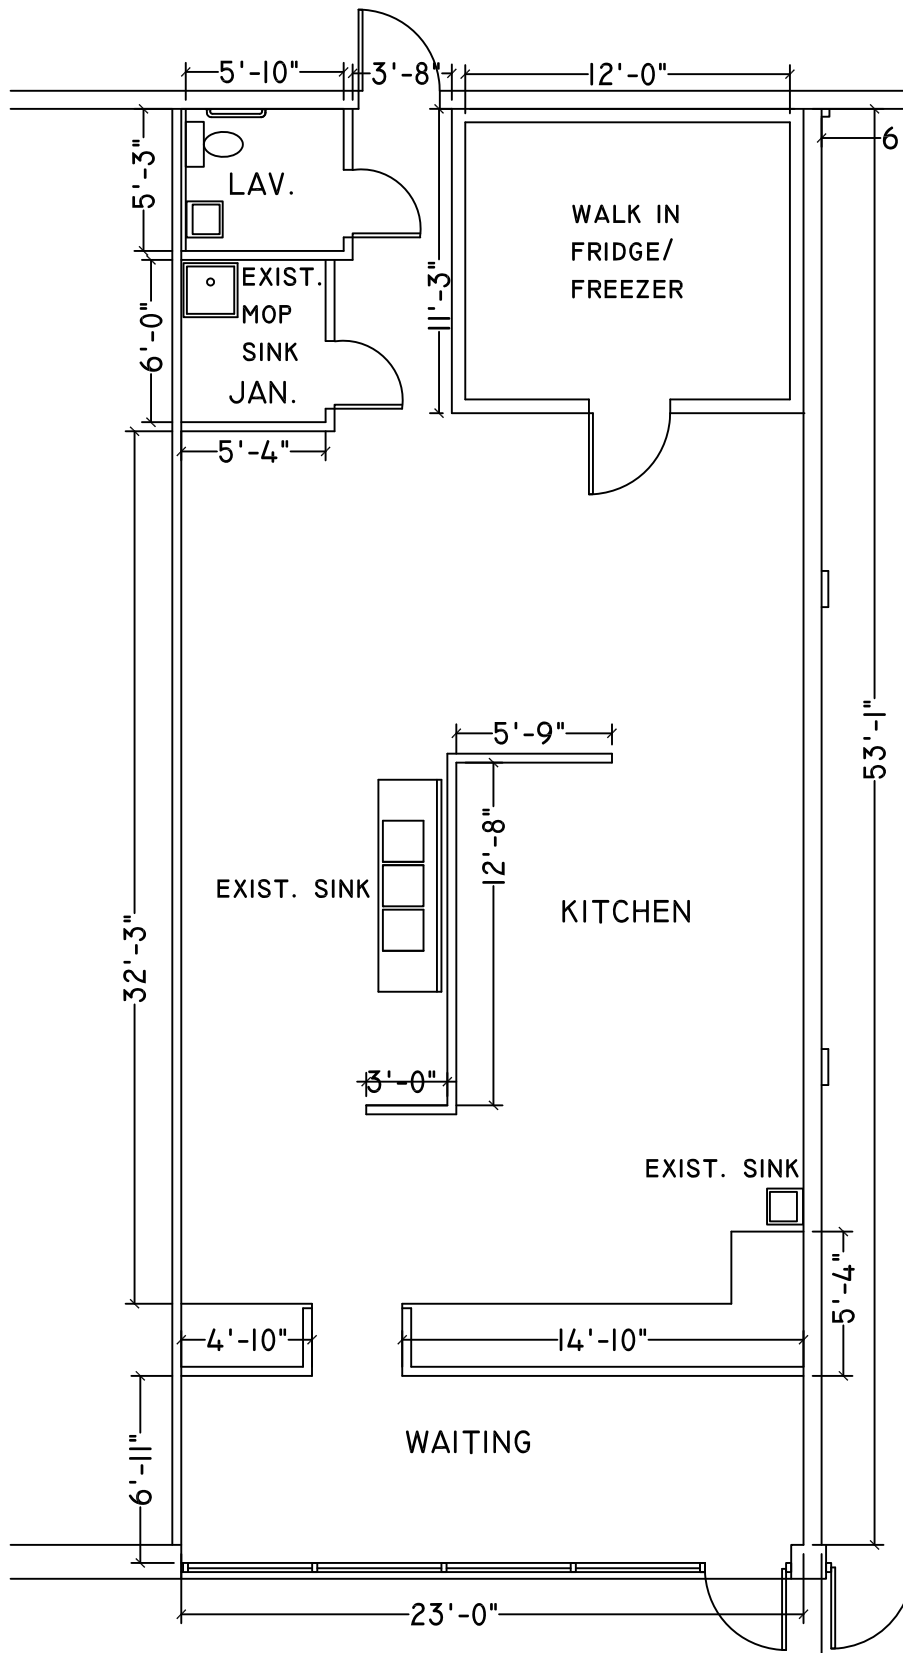 5'-10" 3'-8" 12'-0"
6
5'-3"
LAV.
WALK IN
FRIDGE/
FREEZER
11'-3"
EXIST.
MOP
SINK
JAN.
6'-0"
5'-4"
5'-9"
53'-1"
12'-8"
EXIST. SINK
KITCHEN
32'-3"
3'-0"
EXIST. SINK
5'-4"
4'-10" 14'-10"
WAITING
6'-11"
23'-0"